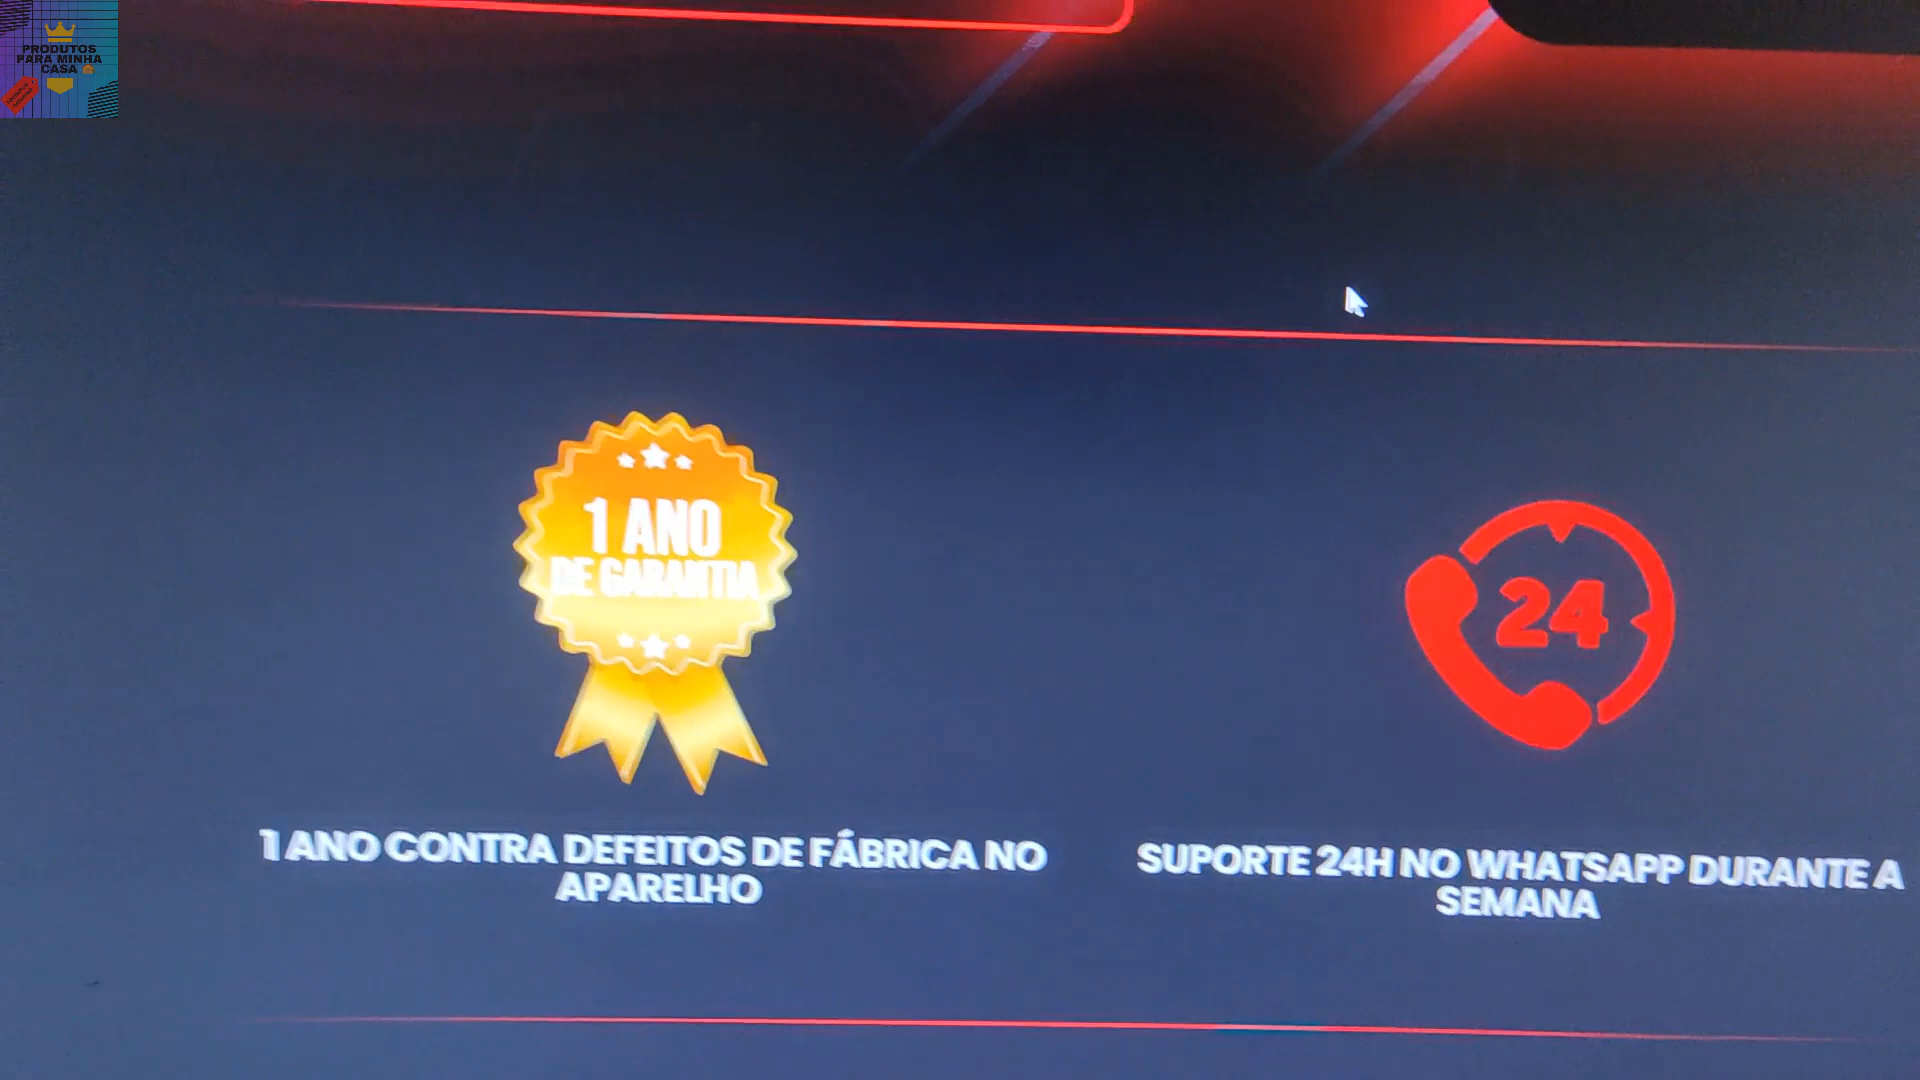 PRODUTOS
PARA MINHA
CASA
1 ANO
DE GARANTIA
24
1 ANO CONTRA DEFEITOS DE FÁBRICA NO
APARELHO
SUPORTE 24H NO WHATSAPP DURANTE A
SEMANA